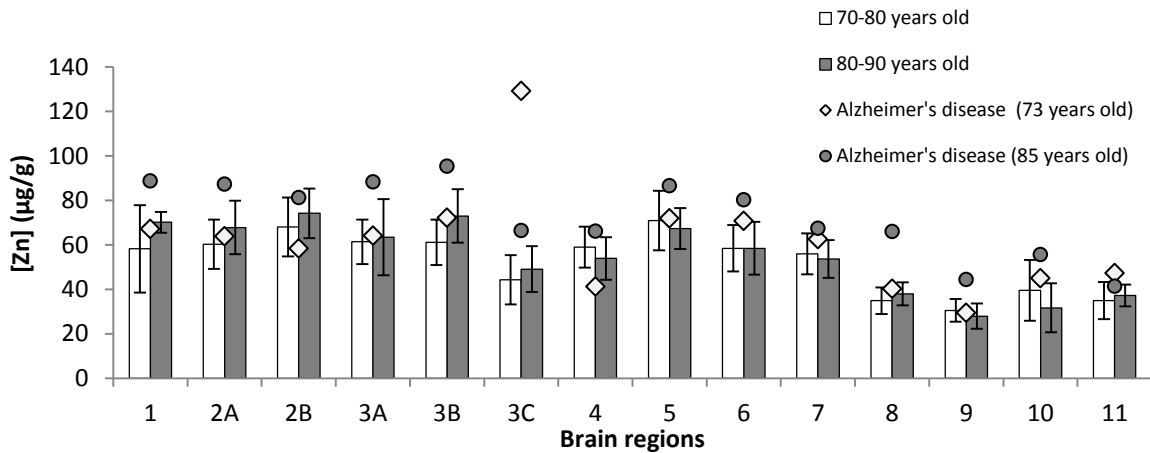 70-80 years old
80-90 years old
Alzheimer's disease (73 years old)
Alzheimer's disease (85 years old)
[Zn] (µg/g)
140
120
100
80
60
40
20
0
1 2A 2B 3A 3B 3C 4 5 6 7 8 9 10 11
Brain regions